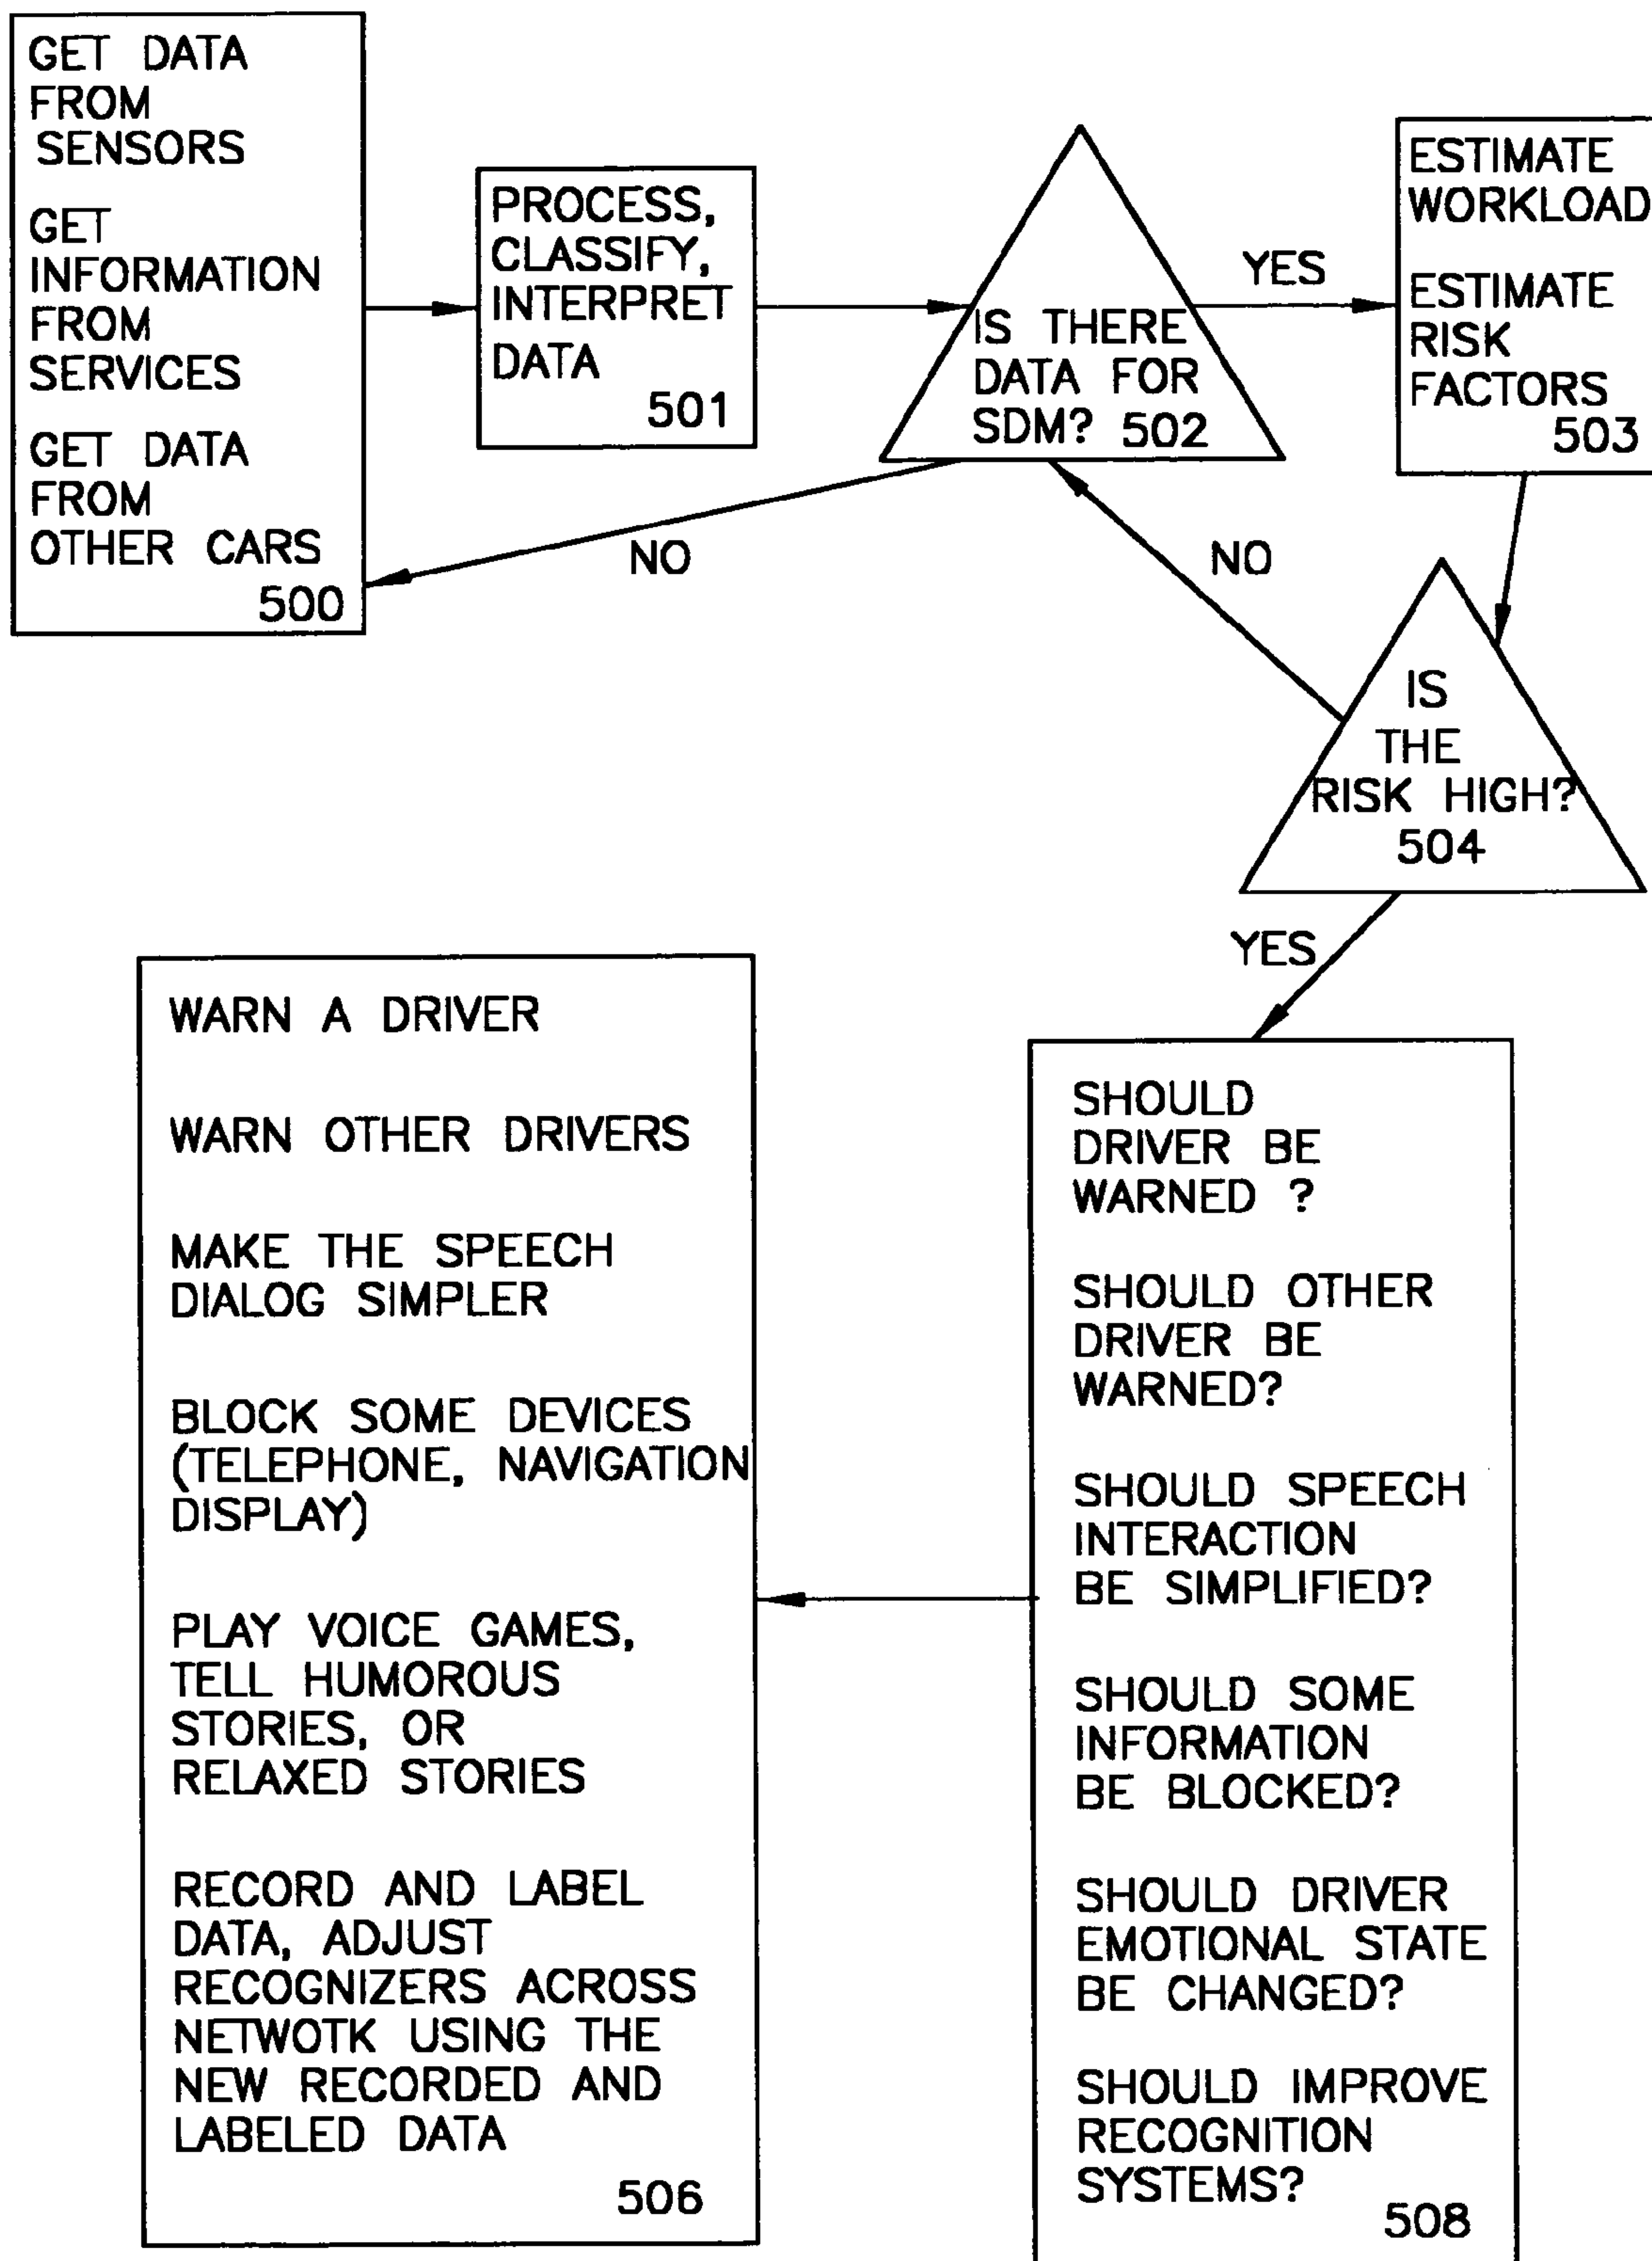 GET DATA
FROM
SENSORS
GET
INFORMATION
FROM
SERVICES
GET DATA
FROM
OTHER CARS
500
PROCESS,
CLASSIFY,
INTERPRET
DATA
501
IS THERE
DATA FOR
SDM? 502
YES
NO
ESTIMATE
WORKLOAD
ESTIMATE
RISK
FACTORS
503
NO
IS
THE
RISK HIGH?
504
YES
SHOULD
DRIVER BE
WARNED ?
SHOULD OTHER
DRIVER BE
WARNED?
SHOULD SPEECH
INTERACTION
BE SIMPLIFIED?
SHOULD SOME
INFORMATION
BE BLOCKED?
SHOULD DRIVER
EMOTIONAL STATE
BE CHANGED?
SHOULD IMPROVE
RECOGNITION
SYSTEMS?
508
WARN A DRIVER
WARN OTHER DRIVERS
MAKE THE SPEECH
DIALOG SIMPLER
BLOCK SOME DEVICES
(TELEPHONE, NAVIGATION
DISPLAY)
PLAY VOICE GAMES,
TELL HUMOROUS
STORIES, OR
RELAXED STORIES
RECORD AND LABEL
DATA, ADJUST
RECOGNIZERS ACROSS
NETWOTK USING THE
NEW RECORDED AND
LABELED DATA
506